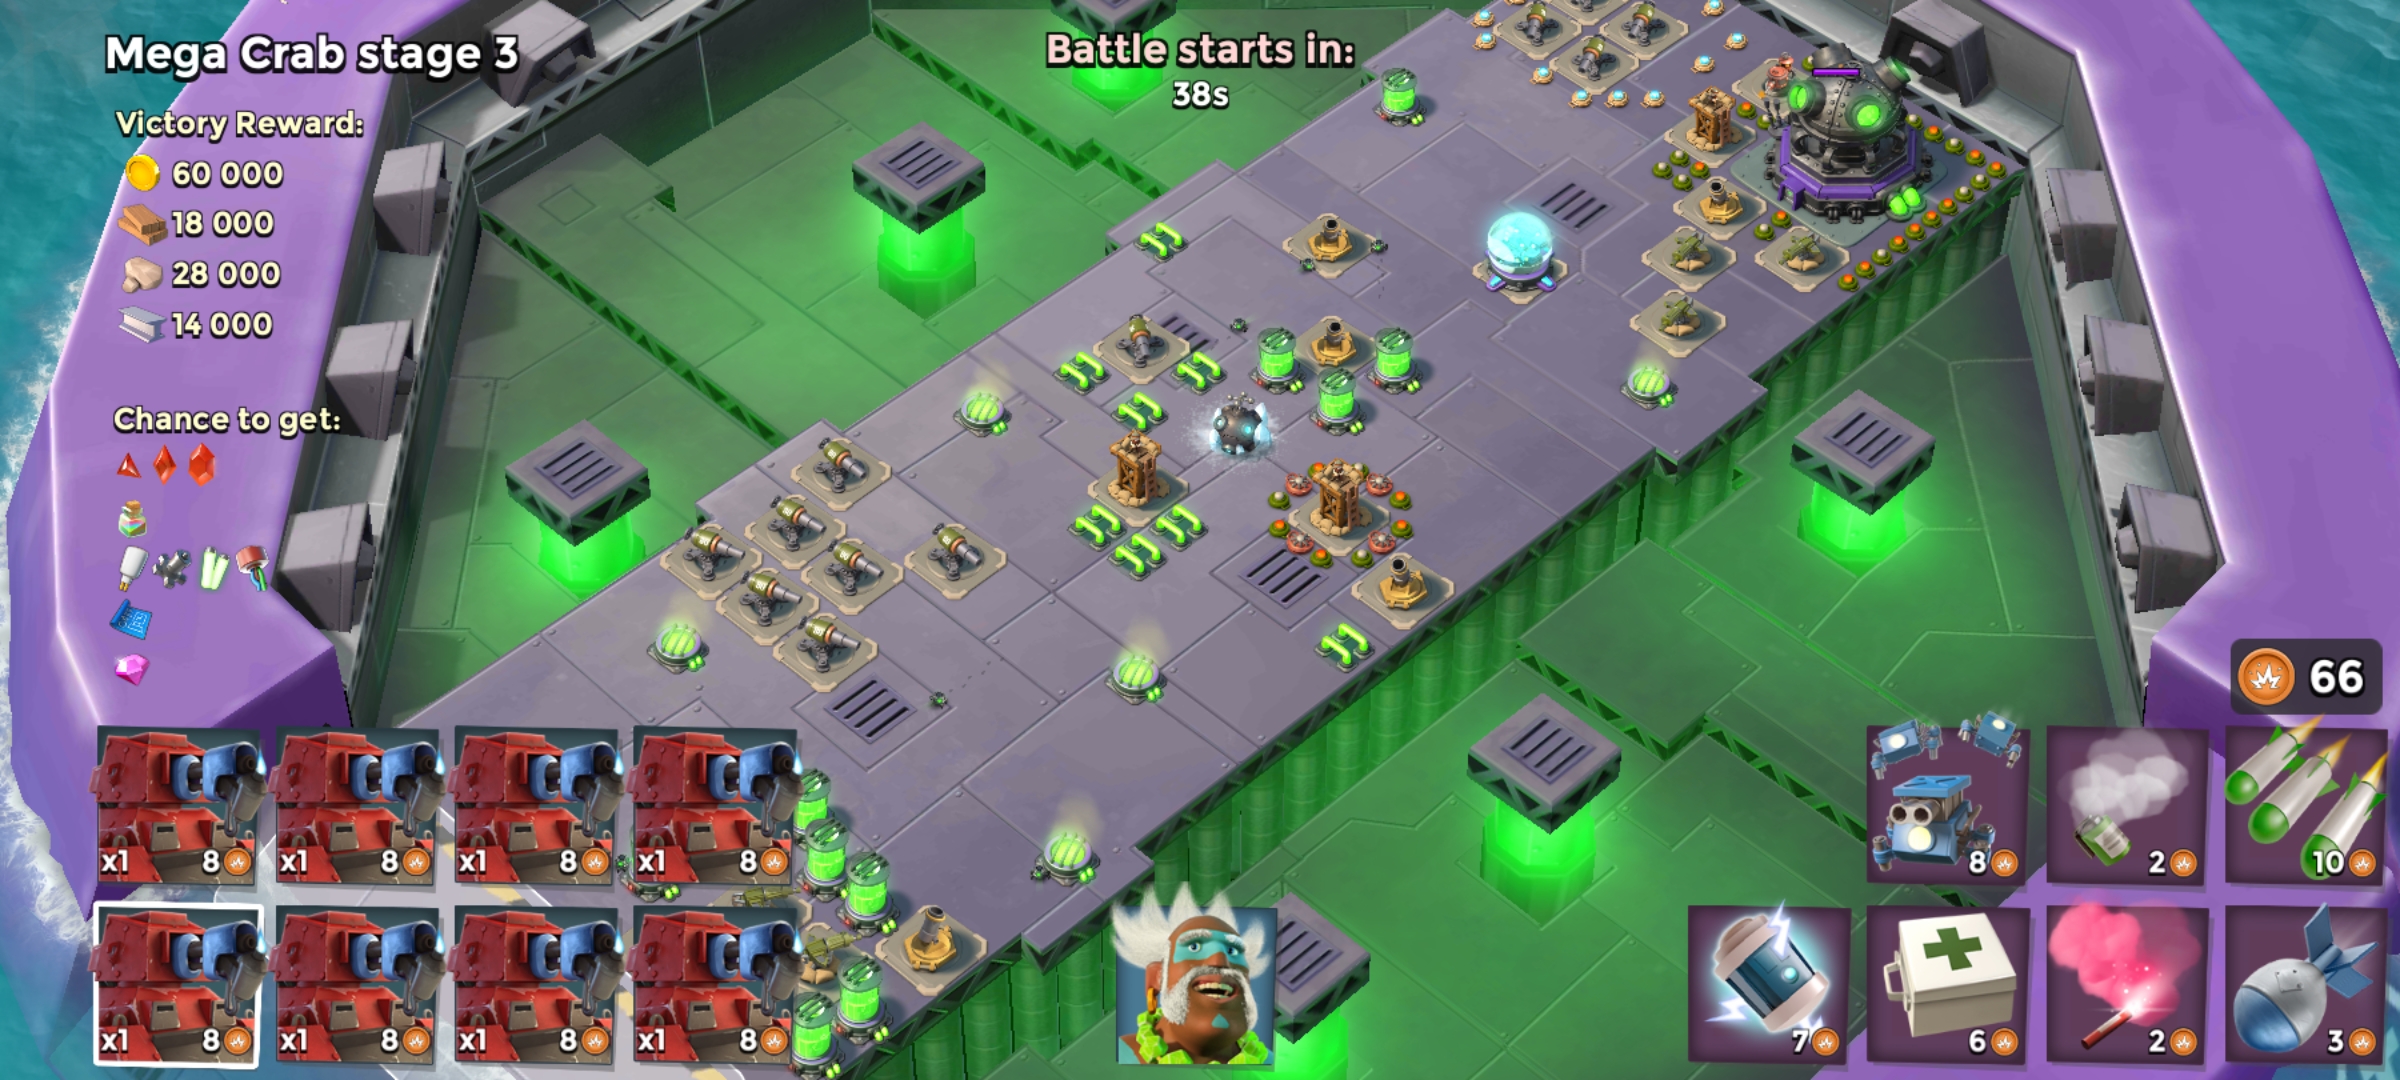 Mega Crab stage 3
Battle starts in:
38s
Victory Reward:
60 000
18 000
28 000
14 000
Chance to get:
66
x1 8
x1 8
x1 8
x1 8
8
2
10
x1 8
x1 8
x1 8
x1 8
7
6
2
3